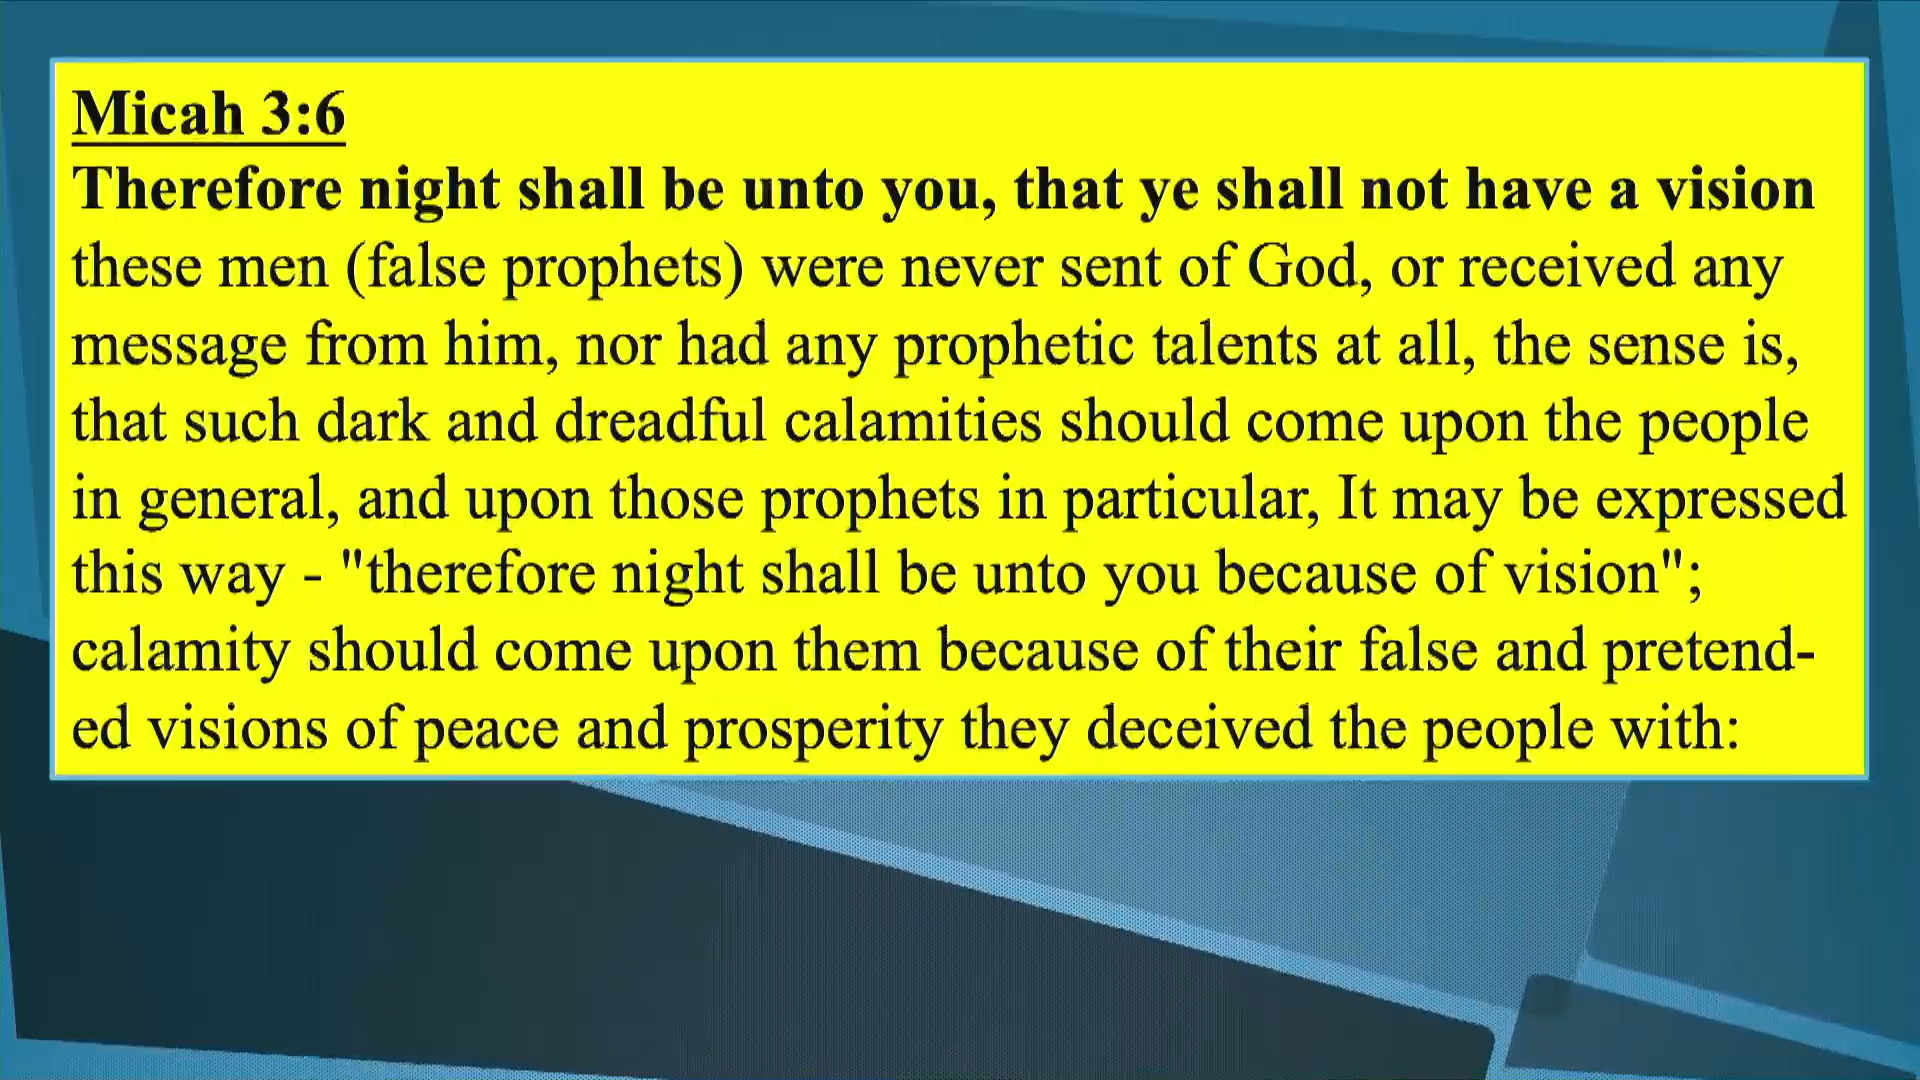 Micah 3:6
Therefore night shall be unto you, that ye shall not have a vision
these men (false prophets) were never sent of God, or received any
message from him, nor had any prophetic talents at all, the sense is,
that such dark and dreadful calamities should come upon the people
in general, and upon those prophets in particular, It may be expressed
this way - "therefore night shall be unto you because of vision";
calamity should come upon them because of their false and pretend-
ed visions of peace and prosperity they deceived the people with: